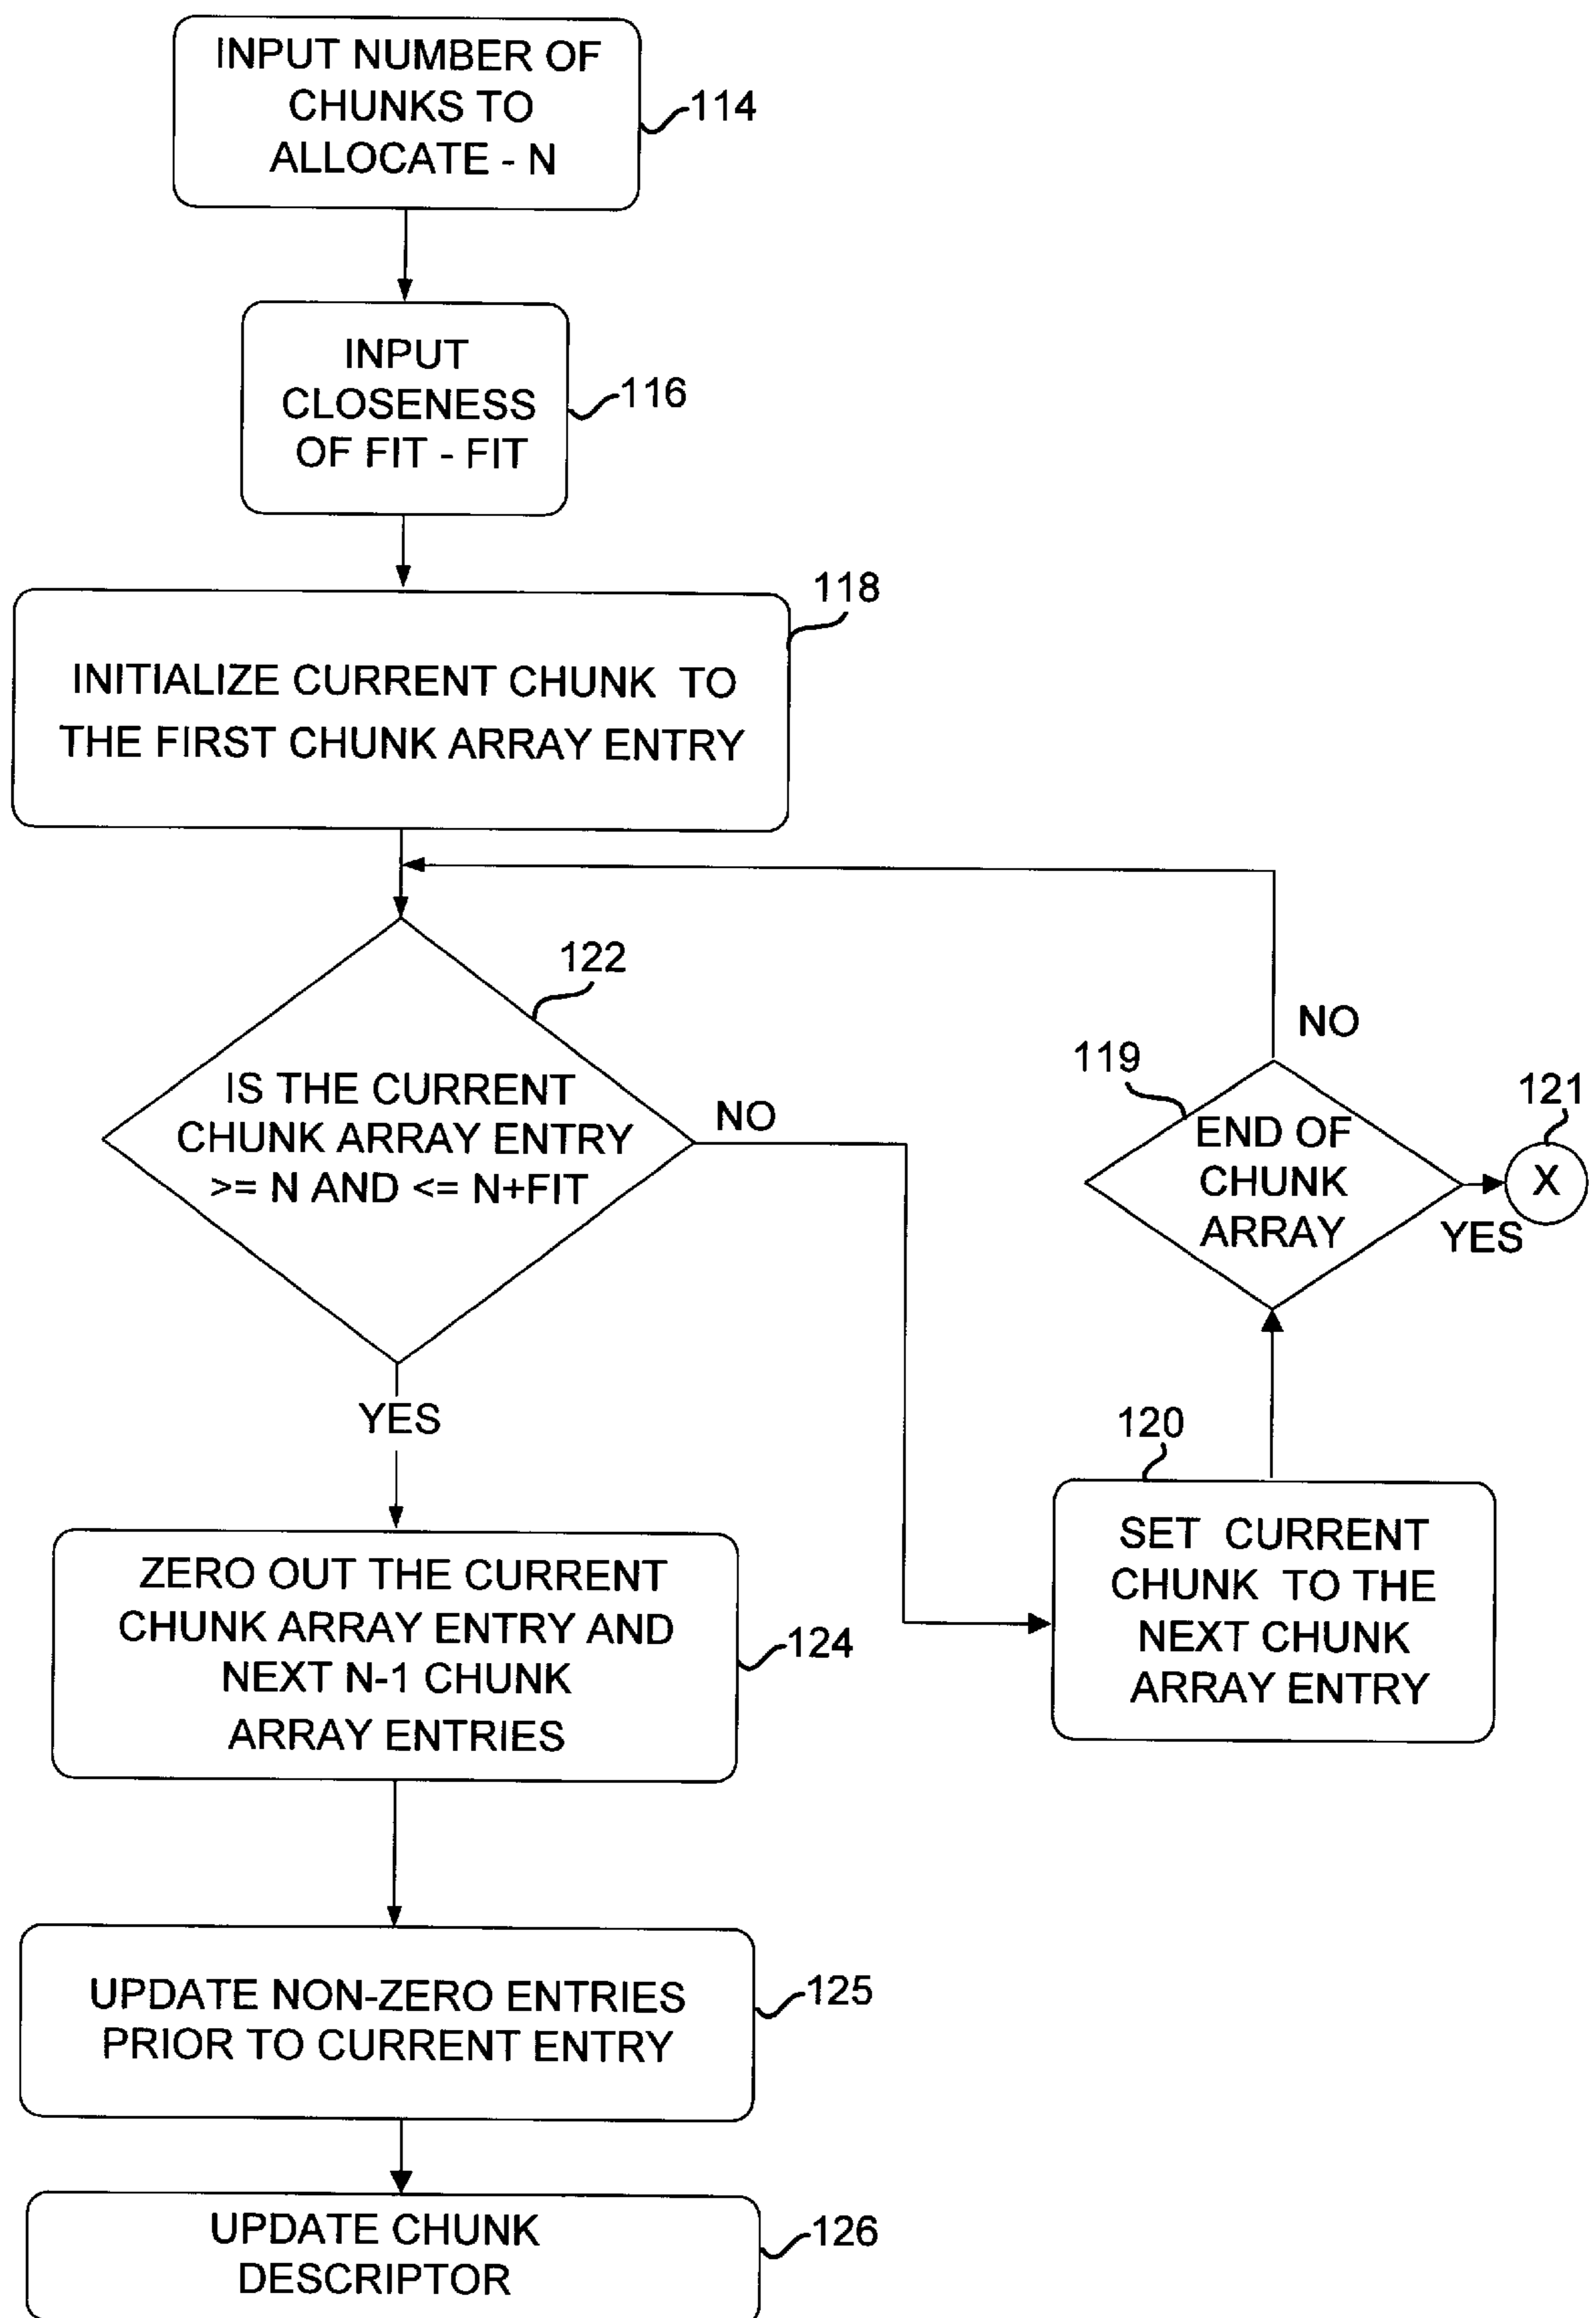 INPUT NUMBER OF
CHUNKS TO
ALLOCATE - N
114
INPUT
CLOSENESS
OF FIT - FIT
116
118
INITIALIZE CURRENT CHUNK TO
THE FIRST CHUNK ARRAY ENTRY
122
IS THE CURRENT
CHUNK ARRAY ENTRY
>= N AND <= N+FIT
NO
NO
119
END OF
CHUNK
ARRAY
121
X
YES
YES
120
SET CURRENT
CHUNK TO THE
NEXT CHUNK
ARRAY ENTRY
ZERO OUT THE CURRENT
CHUNK ARRAY ENTRY AND
NEXT N-1 CHUNK
ARRAY ENTRIES
124
UPDATE NON-ZERO ENTRIES
PRIOR TO CURRENT ENTRY
125
UPDATE CHUNK
DESCRIPTOR
126